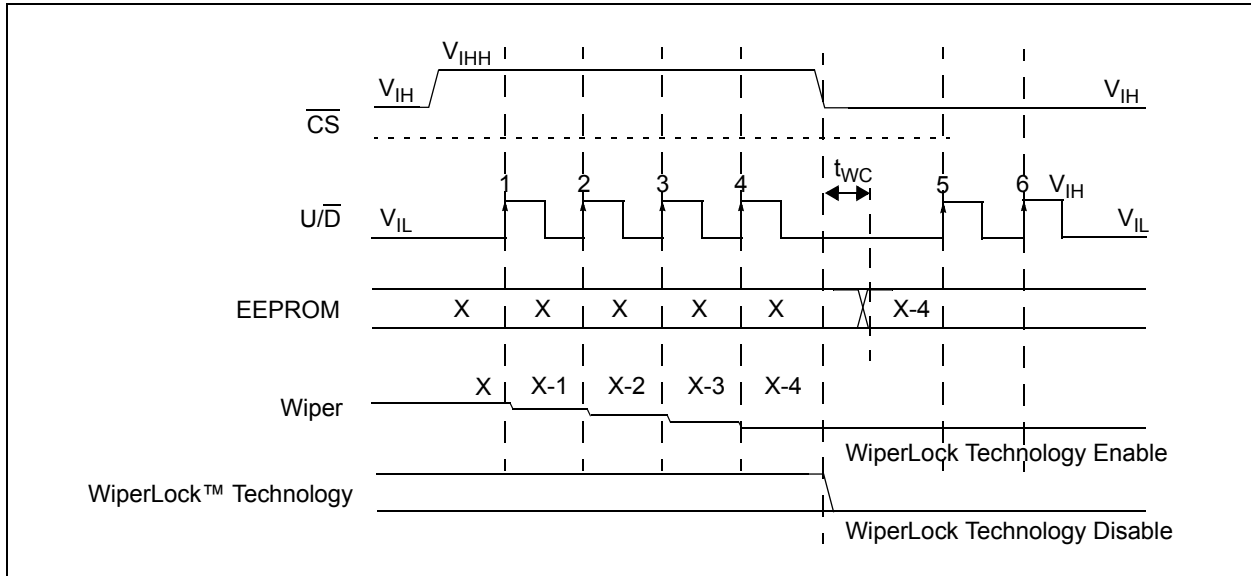 V_IHH
V_IH V_IH
C̅S̅
t_WC
1 2 3 4 5 6 V_IH
U/D̅ V_IL V_IL
EEPROM X X X X X X-4
X X-1 X-2 X-3 X-4
Wiper
WiperLock Technology Enable
WiperLock™ Technology
WiperLock Technology Disable